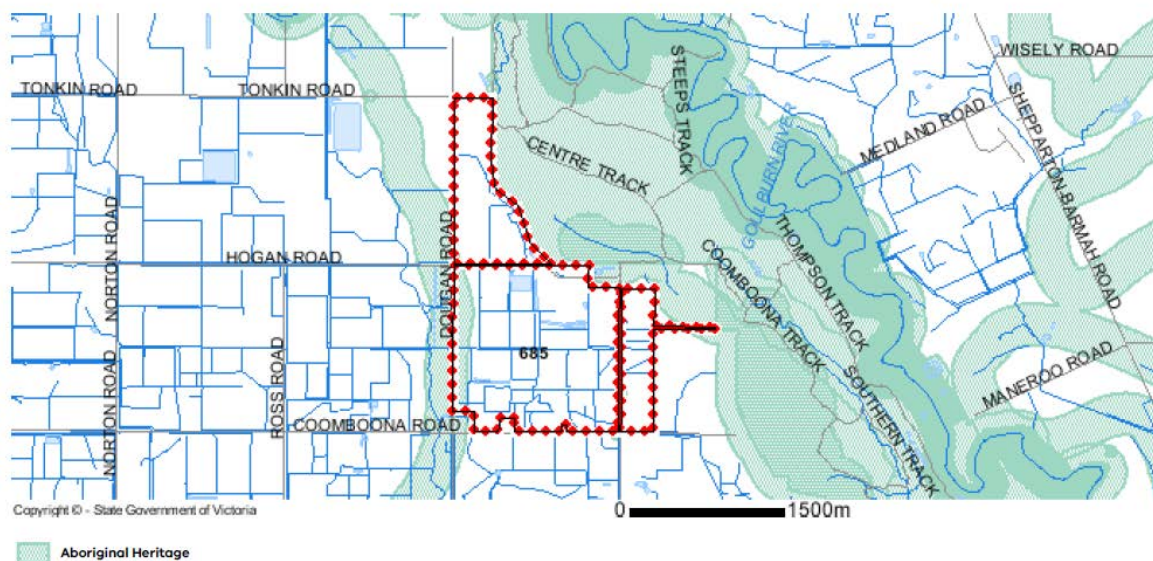 WISELY ROAD
TONKIN ROAD
TONKIN ROAD
STEEPS TRACK
SHEPPARTON BARMAH ROAD
MEDLAND ROAD
CENTRE TRACK
GOULBURN RIVER
NORTON ROAD
HOGAN ROAD
DOUGAN ROAD
THOMPSON TRACK
COOMBOONA TRACK
685
NORTON ROAD
ROSS ROAD
MANEROO ROAD
SOUTHERN TRACK
COOMBOONA ROAD
Copyright © - State Government of Victoria
0 1500m
Aboriginal Heritage